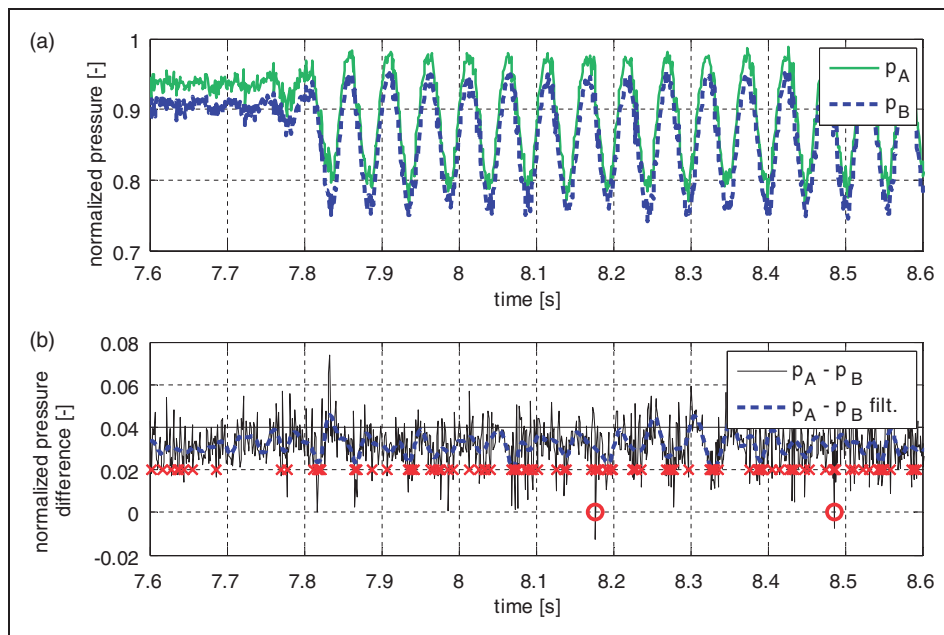 (a)
normalized pressure [-]
1
0.9
0.8
0.7
p_A
p_B
7.6 7.7 7.8 7.9 8 8.1 8.2 8.3 8.4 8.5 8.6
time [s]
(b)
normalized pressure
difference [-]
0.08
0.06
0.04
0.02
0
-0.02
p_A - p_B
p_A - p_B filt.
7.6 7.7 7.8 7.9 8 8.1 8.2 8.3 8.4 8.5 8.6
time [s]